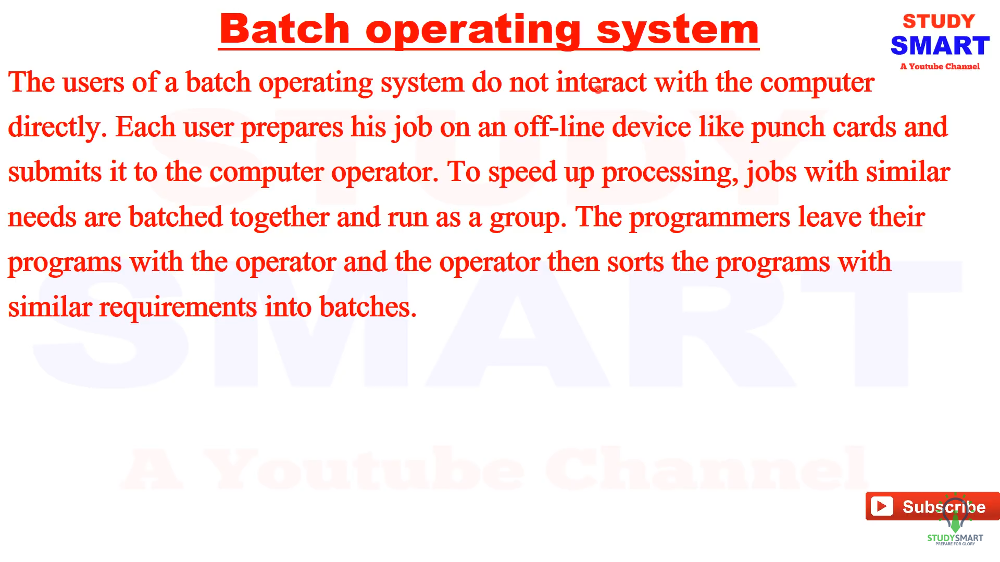 Batch operating system
STUDY
SMART
A Youtube Channel
The users of a batch operating system do not interact with the computer
directly. Each user prepares his job on an off-line device like punch cards and
submits it to the computer operator. To speed up processing, jobs with similar
needs are batched together and run as a group. The programmers leave their
programs with the operator and the operator then sorts the programs with
similar requirements into batches.
STUDY
SMART
A Youtube Channel
Subscribe
STUDYSMART
PREPARE FOR GLORY